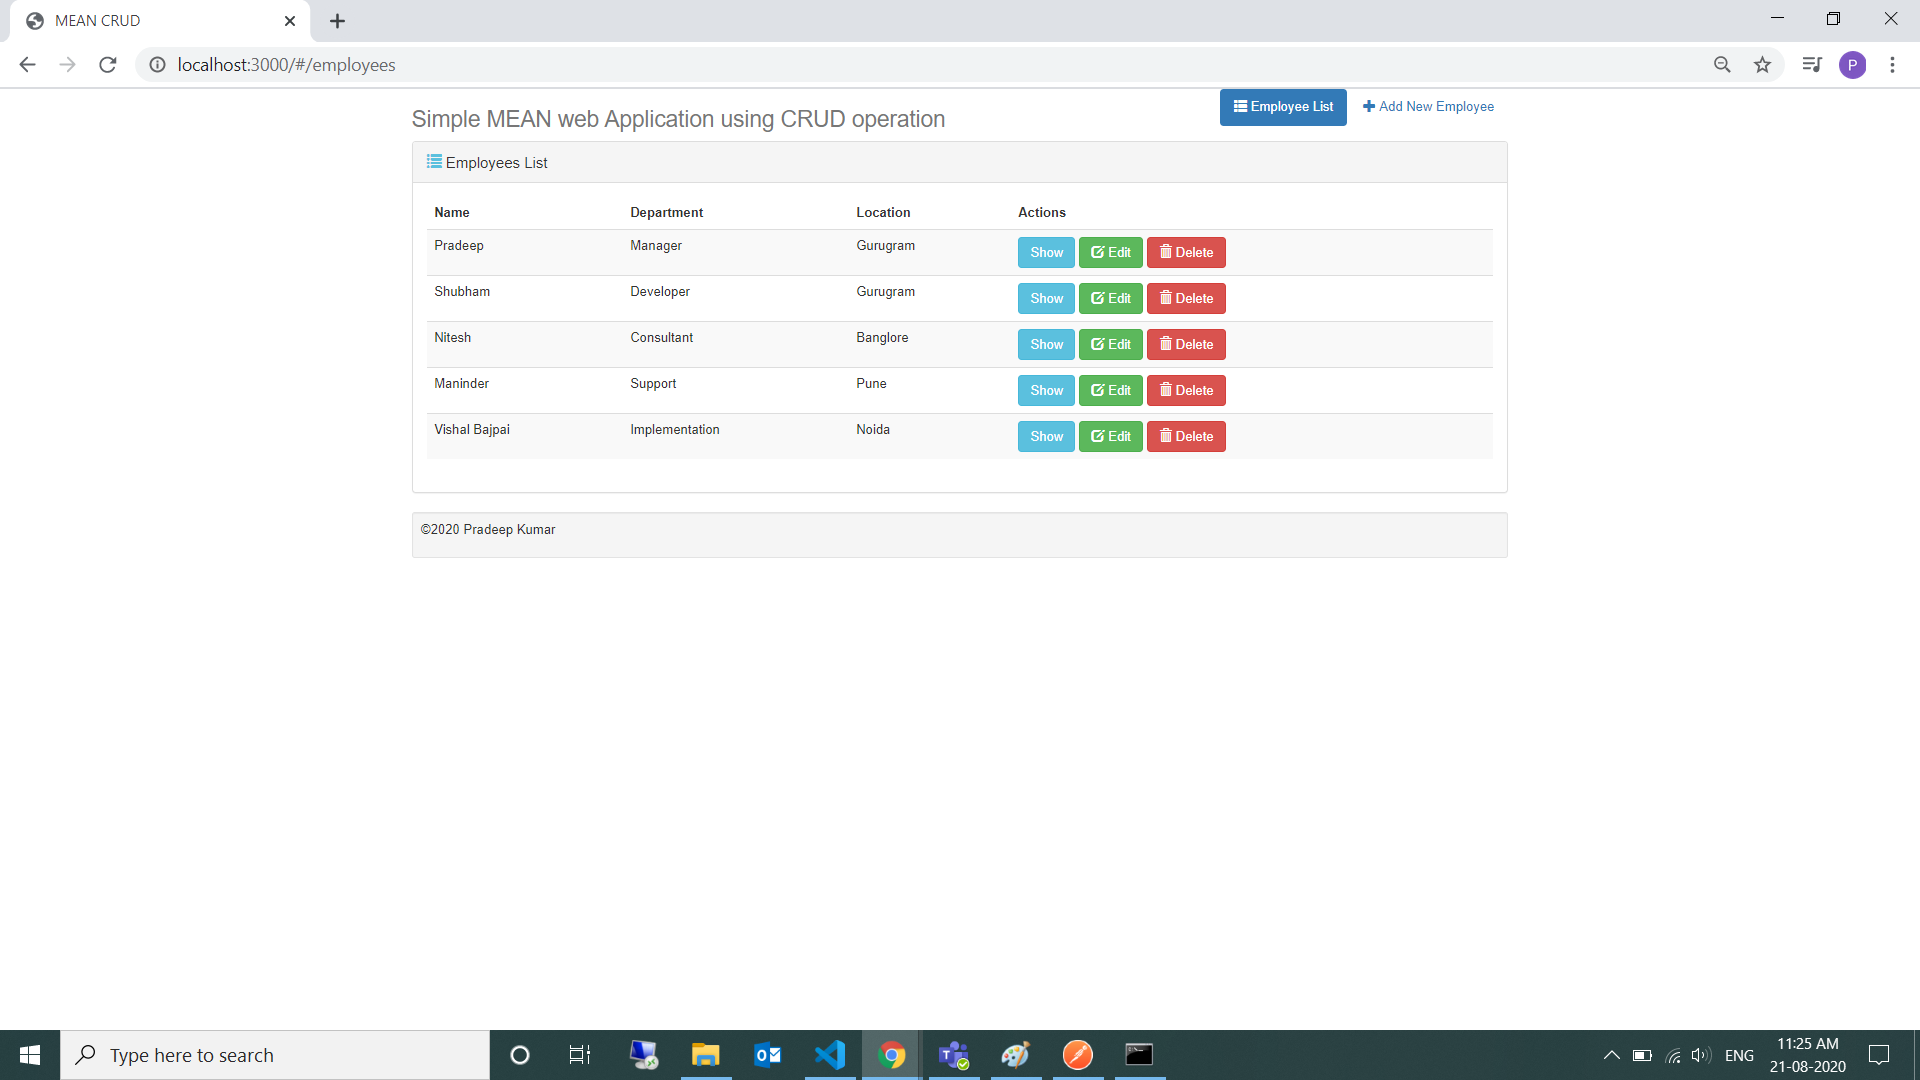 MEAN CRUD
localhost:3000/#/employees
P
Simple MEAN web Application using CRUD operation
Employee List
Add New Employee
Employees List
Name Department Location Actions
Pradeep Manager Gurugram Show Edit Delete
Shubham Developer Gurugram Show Edit Delete
Nitesh Consultant Banglore Show Edit Delete
Maninder Support Pune Show Edit Delete
Vishal Bajpai Implementation Noida Show Edit Delete
©2020 Pradeep Kumar
Type here to search
ENG
11:25 AM
21-08-2020